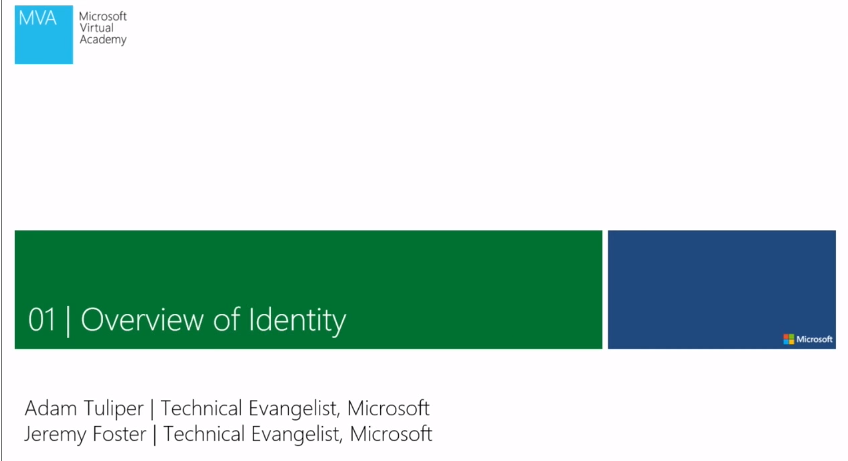 MVA
Microsoft
Virtual
Academy
01 | Overview of Identity
Microsoft
Adam Tuliper | Technical Evangelist, Microsoft
Jeremy Foster | Technical Evangelist, Microsoft